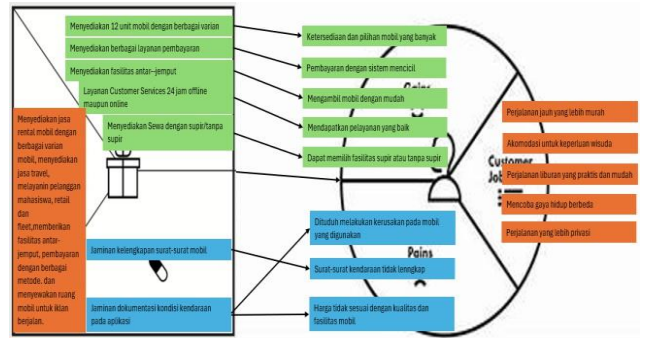 Menyediakan 12 unit mobil dengan berbagai varian
Menyediakan berbagai layanan pembayaran
Menyediakan fasilitas antar–jemput
Layanan Customer Services 24 jam offline
maupun online
Menyediakan Sewa dengan supir/tanpa
supir
Menyediakan jasa
rental mobil dengan
berbagai varian
mobil, menyediakan
jasa travel,
melayanin pelanggan
mahasiswa, retail
dan
fleet,memberikan
fasilitas antar-
jemput, pembayaran
dengan berbagai
metode. dan
menyewakan ruang
mobil untuk iklan
berjalan.
Jaminan kelengkapan surat-surat mobil
Jaminan dokumentasi kondisi kendaraan
pada aplikasi
Ketersediaan dan pilihan mobil yang banyak
Pembayaran dengan sistem mencicil
Gains
Mengambil mobil dengan mudah
Mendapatkan pelayanan yang baik
Dapat memilih fasilitas supir atau tanpa supir
Dituduh melakukan kerusakan pada mobil
yang digunakan
Pains
Surat-surat kendaraan tidak lenngkap
Harga tidak sesuai dengan kualitas dan
fasilitas mobil
Customer
Perjalanan jauh yang lebih murah
Akomodasi untuk keperluan wisuda
Perjalanan liburan yang praktis dan mudah
Mencoba gaya hidup berbeda
Perjalanan yang lebih privasi